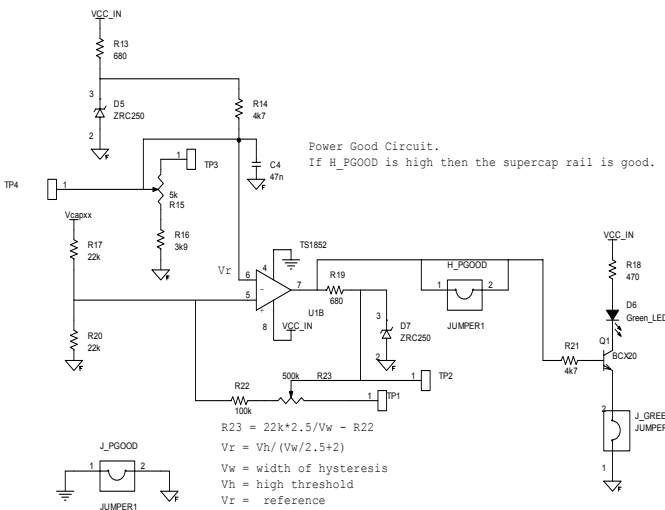 VCC_IN
R13
680
3
D5
ZRC250
2
F
R14
4k7
C4
47n
F
Power Good Circuit.
If H_PGOOD is high then the supercap rail is good.
TP4
1
1
TP3
5k
R15
R16
3k9
F
Vcapxx
R17
22k
R20
22k
F
Vr
6
5
4
8
7
-
+
TS1852
U1B
VCC_IN
R19
680
3
D7
ZRC250
2
F
H_PGOOD
1
2
JUMPER1
VCC_IN
R18
470
D6
Green_LED
Q1
BCX20
R21
4k7
2
J_GREE
JUMPER
1
F
R22
100k
500k
R23
1
TP1
1
TP2
R23 = 22k*2.5/Vw - R22
Vr = Vh/(Vw/2.5+2)
Vw = width of hysteresis
Vh = high threshold
Vr = reference
J_PGOOD
1
2
JUMPER1
F